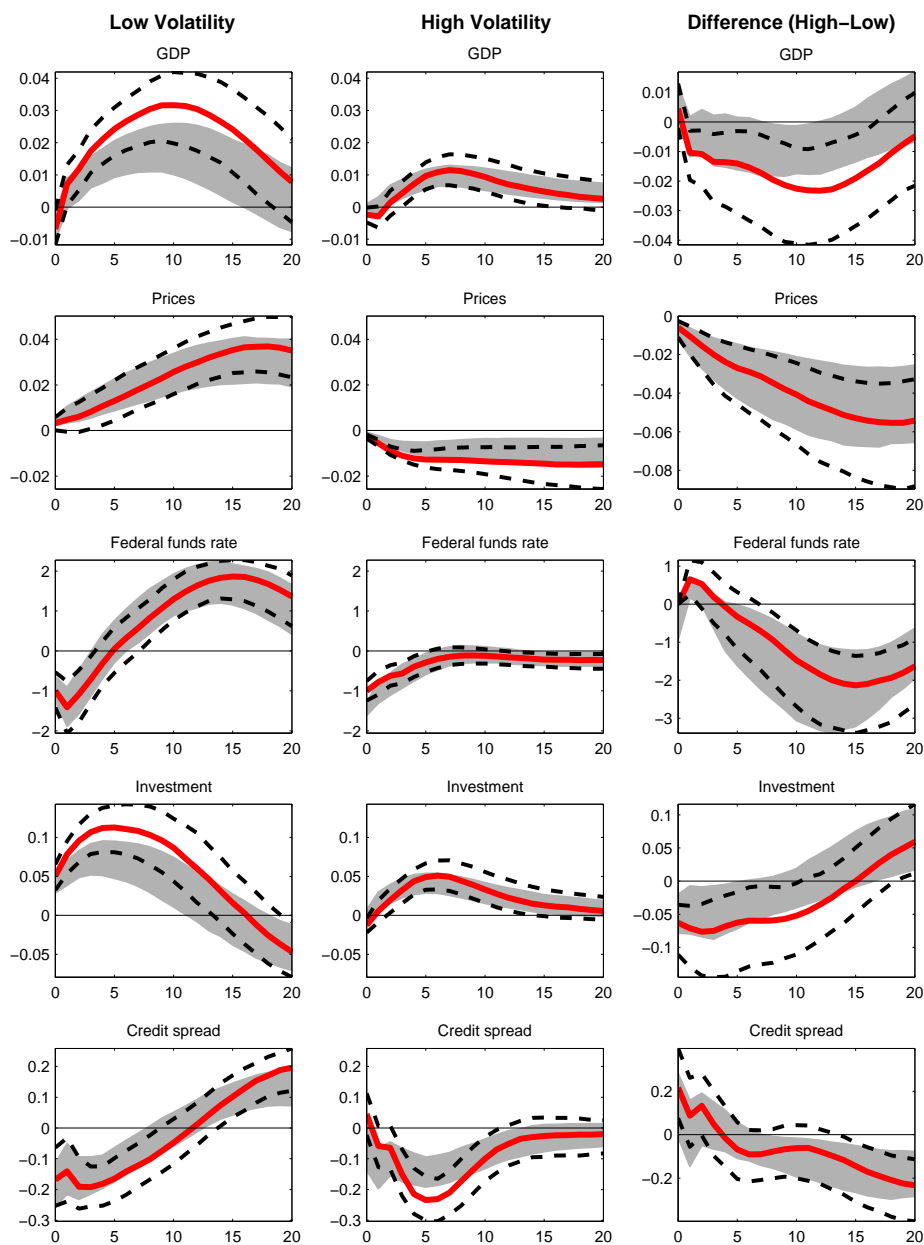 Low Volatility High Volatility Difference (High−Low)
GDP GDP GDP
0.04 0.04 0.01
0.03 0.03 0
0.02 0.02 −0.01
0.01 0.01 −0.02
0 0 −0.03
−0.01 −0.01 −0.04
0 5 10 15 20 0 5 10 15 20 0 5 10 15 20
Prices Prices Prices
0.04 0.04 0
0.02 0.02 −0.02
0 0 −0.04
−0.02 −0.02 −0.06
−0.08
0 5 10 15 20 0 5 10 15 20 0 5 10 15 20
Federal funds rate Federal funds rate Federal funds rate
2 2 1
1 1 0
0 0 −1
−1 −1 −2
−2 −2 −3
0 5 10 15 20 0 5 10 15 20 0 5 10 15 20
Investment Investment Investment
0.1 0.1 0.1
0.05 0.05 0.05
0 0 0
−0.05 −0.05 −0.05
−0.1
0 5 10 15 20 0 5 10 15 20 0 5 10 15 20
Credit spread Credit spread Credit spread
0.2 0.2 0.2
0.1 0.1 0
0 0 −0.2
−0.1 −0.1
−0.2 −0.2
−0.3 −0.3
0 5 10 15 20 0 5 10 15 20 0 5 10 15 20